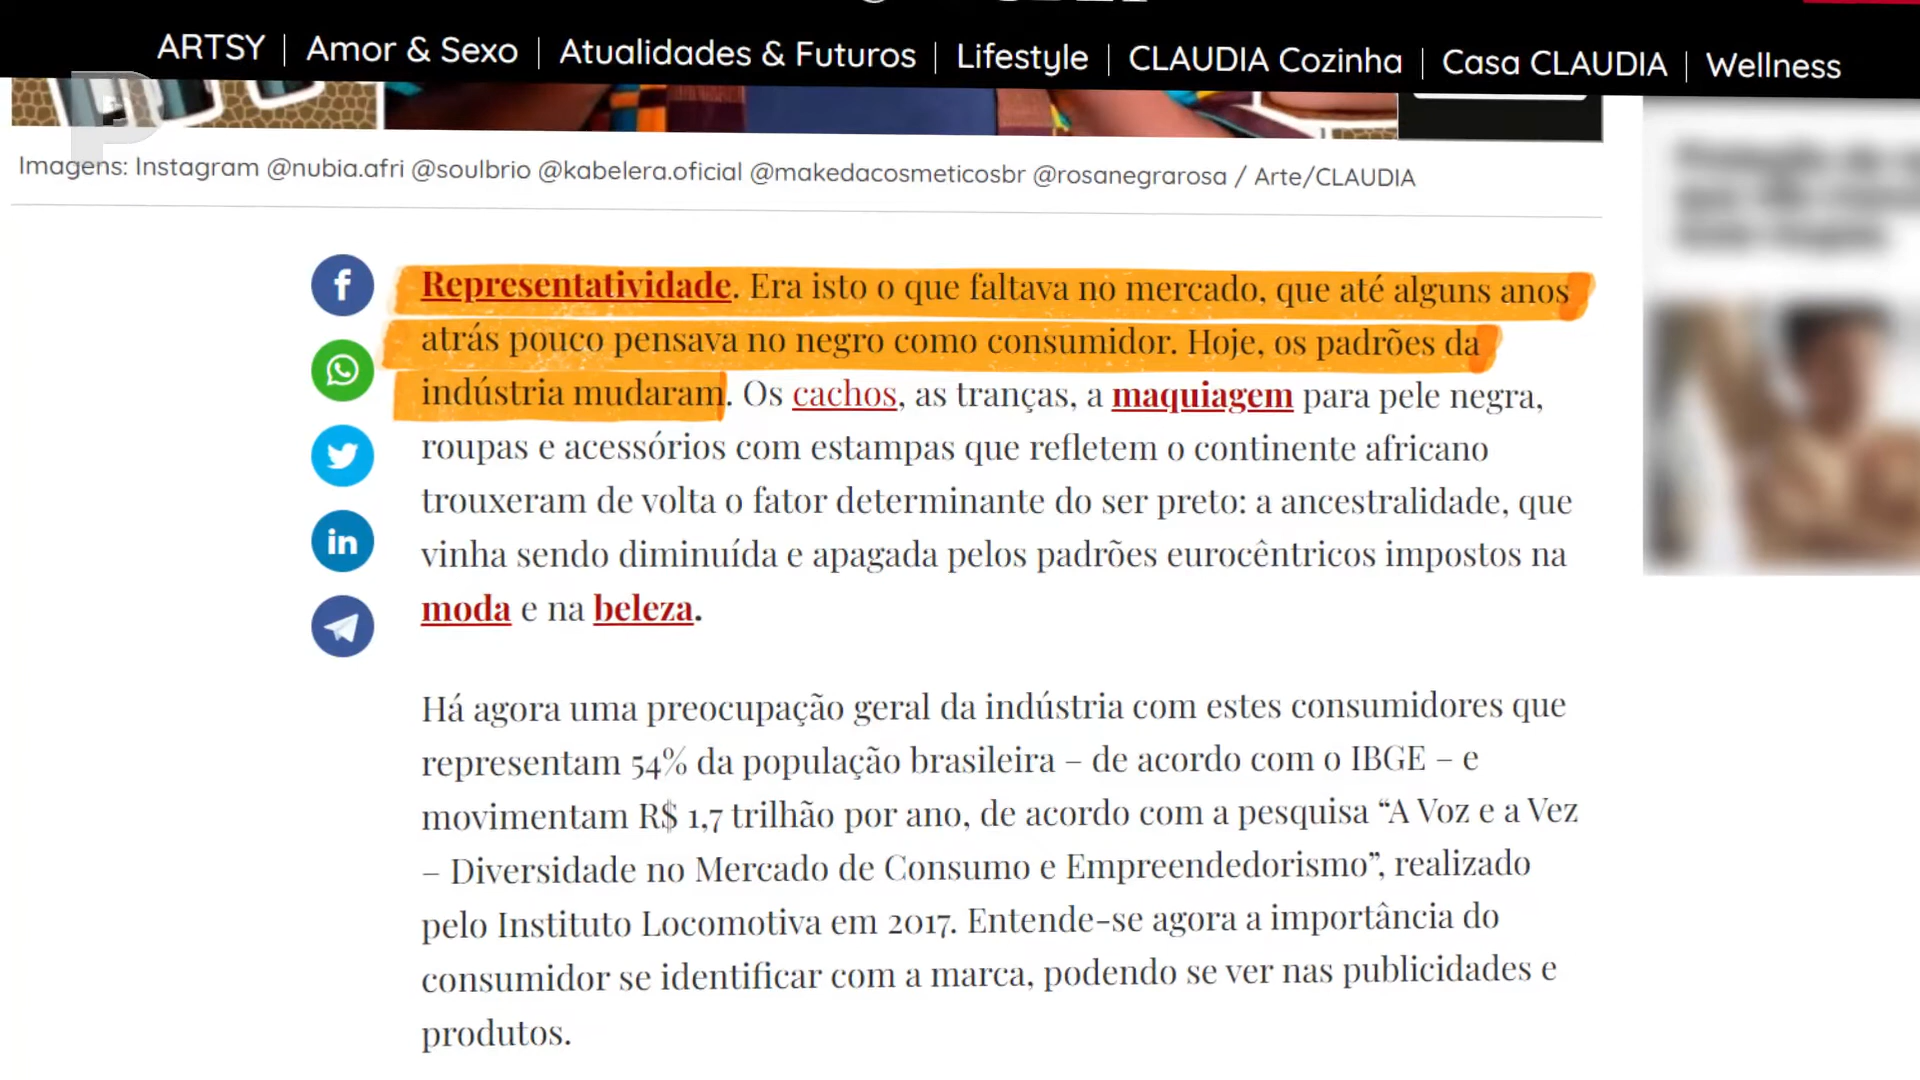 ARTSY | Amor & Sexo | Atualidades & Futuros | Lifestyle | CLAUDIA Cozinha | Casa CLAUDIA | Wellness
Imagens: Instagram @nubia.afri @soulbrio @kabelera.oficial @makedacosmeticosbr @rosanegrarosa / Arte/CLAUDIA
Representatividade. Era isto o que faltava no mercado, que até alguns anos
atrás pouco pensava no negro como consumidor. Hoje, os padrões da
indústria mudaram. Os cachos, as tranças, a maquiagem para pele negra,
roupas e acessórios com estampas que refletem o continente africano
trouxeram de volta o fator determinante do ser preto: a ancestralidade, que
vinha sendo diminuída e apagada pelos padrões eurocêntricos impostos na
moda e na beleza.
Há agora uma preocupação geral da indústria com estes consumidores que
representam 54% da população brasileira – de acordo com o IBGE – e
movimentam R$ 1,7 trilhão por ano, de acordo com a pesquisa “A Voz e a Vez
– Diversidade no Mercado de Consumo e Empreendedorismo”, realizado
pelo Instituto Locomotiva em 2017. Entende-se agora a importância do
consumidor se identificar com a marca, podendo se ver nas publicidades e
produtos.